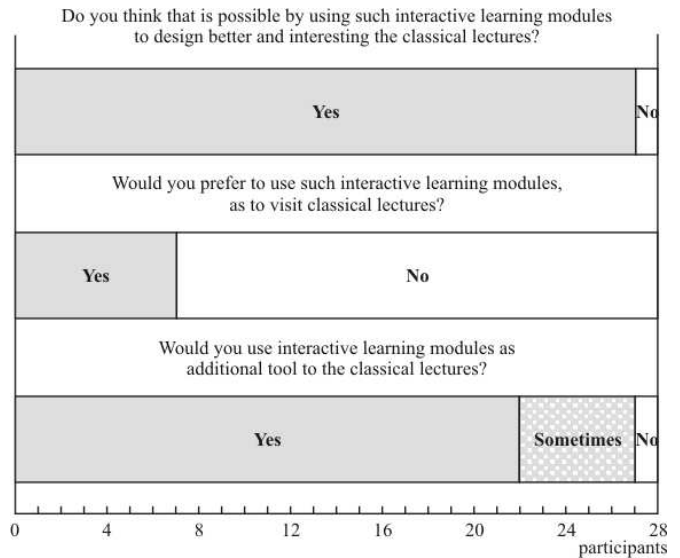 Do you think that is possible by using such interactive learning modules
to design better and interesting the classical lectures?
Yes No
Would you prefer to use such interactive learning modules,
as to visit classical lectures?
Yes No
Would you use interactive learning modules as
additional tool to the classical lectures?
Yes Sometimes No
0 4 8 12 16 20 24 28
participants